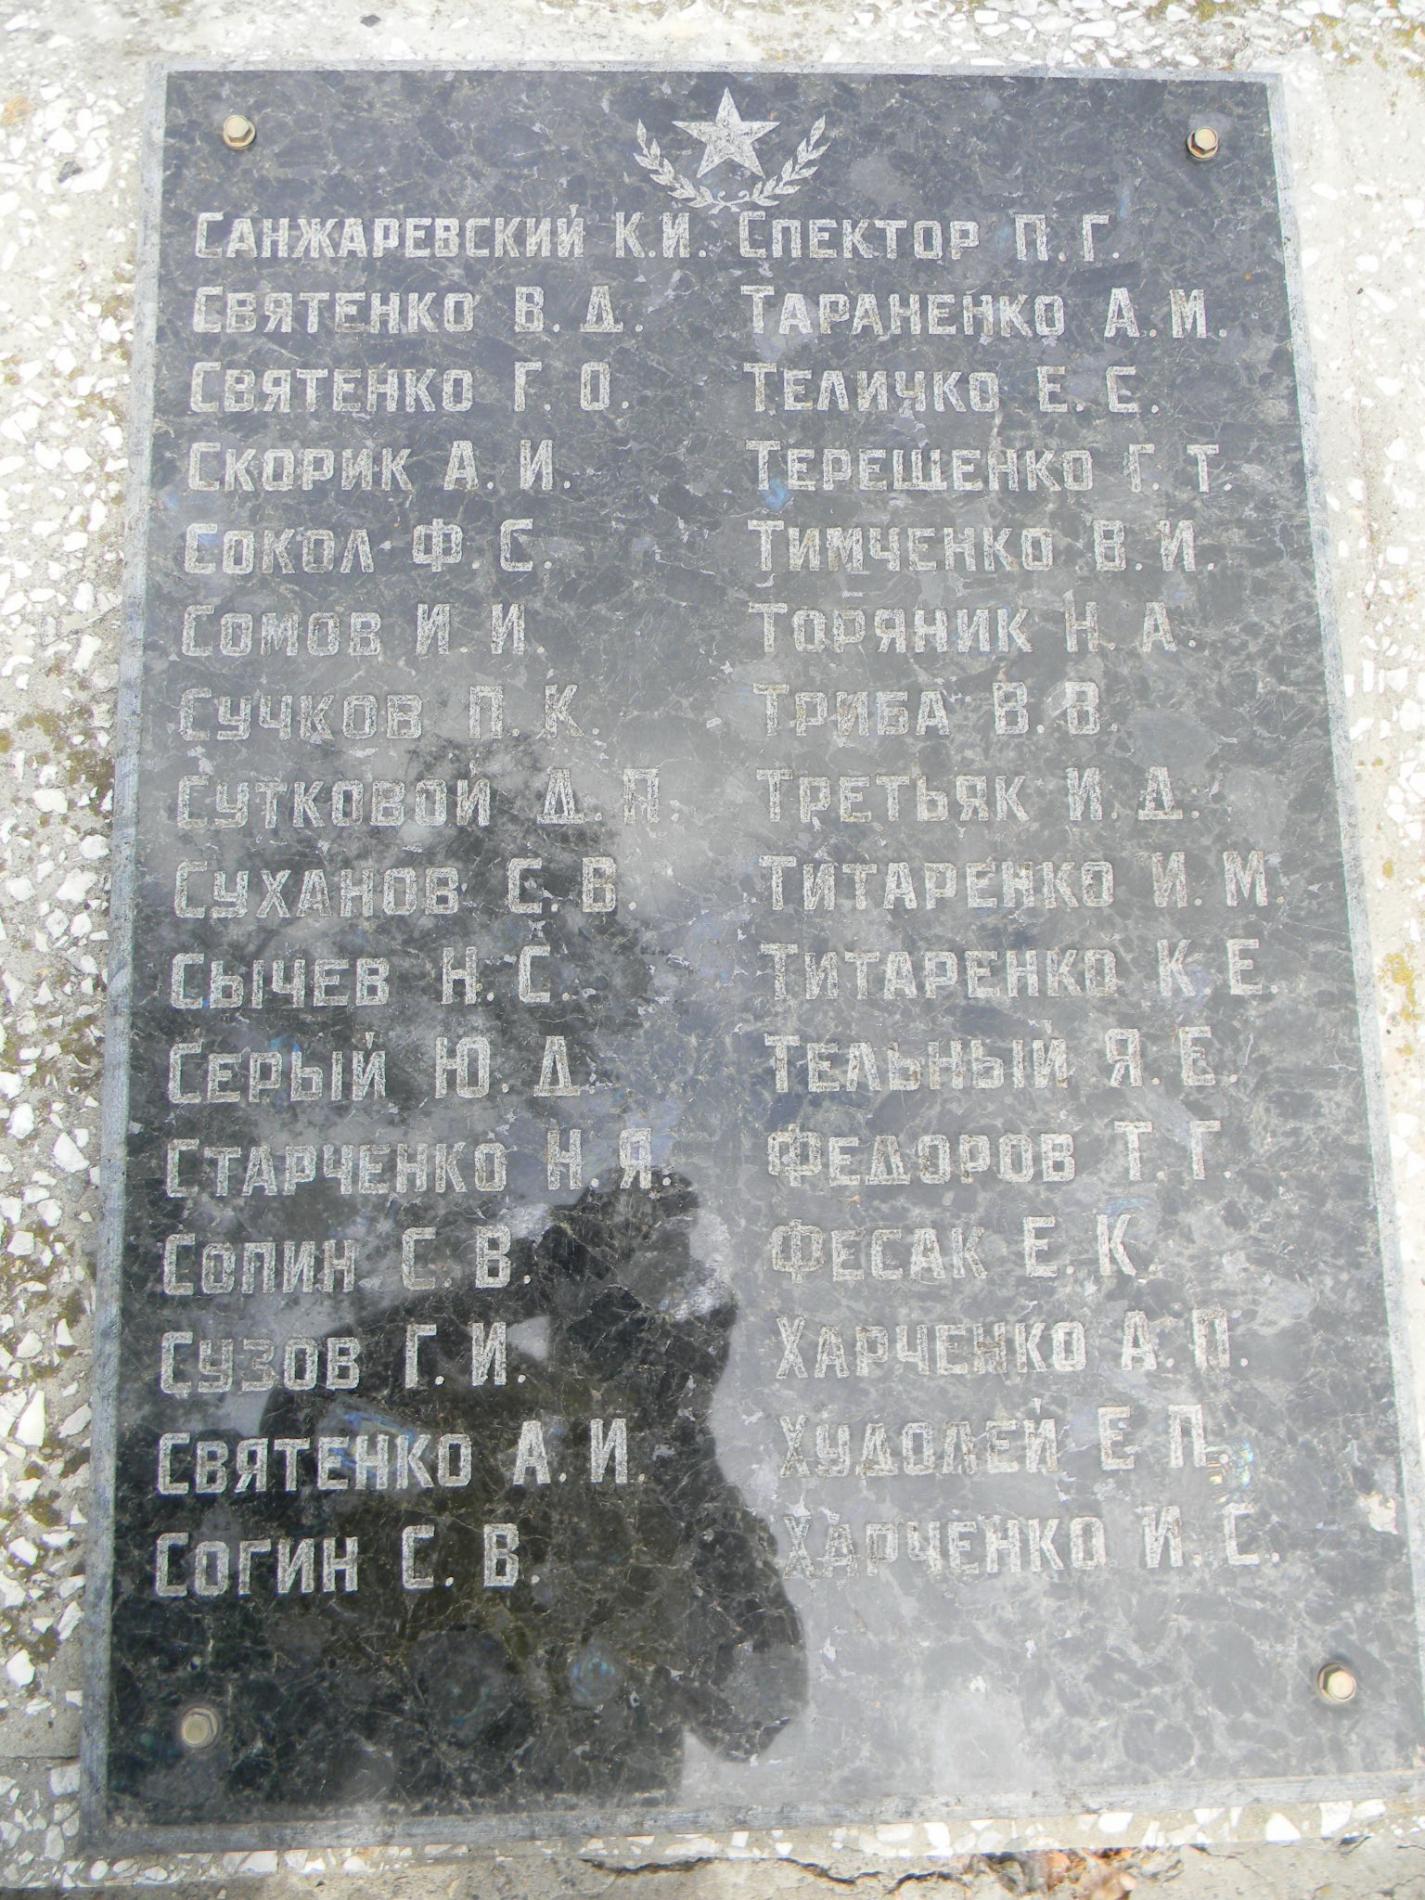 Санжаревский К.И.
Святенко В. Д.
Святенко Г. О.
Скорик А. И.
Сокол Ф. С.
Сомов И. И.
Сучков П. К.
Сутковой Д. П.
Суханов С. В.
Сычев Н. С.
Серый Ю. Д.
Старченко Н. Я.
Сопин С. В.
Сузов Г. И.
Святенко А. И.
Согин С. В.
Спектор П. Г.
Тараненко А. М.
Теличко Е. С.
Терещенко Г. Т.
Тимченко В. И.
Торяник Н. А.
Триба В. В.
Третьяк И. Д.
Титаренко И. М.
Титаренко К. Е.
Тельный Я. Е.
Федоров Т. Г.
Фесак Е. К.
Харченко А. П.
Худолей Е. П.
Харченко И. С.